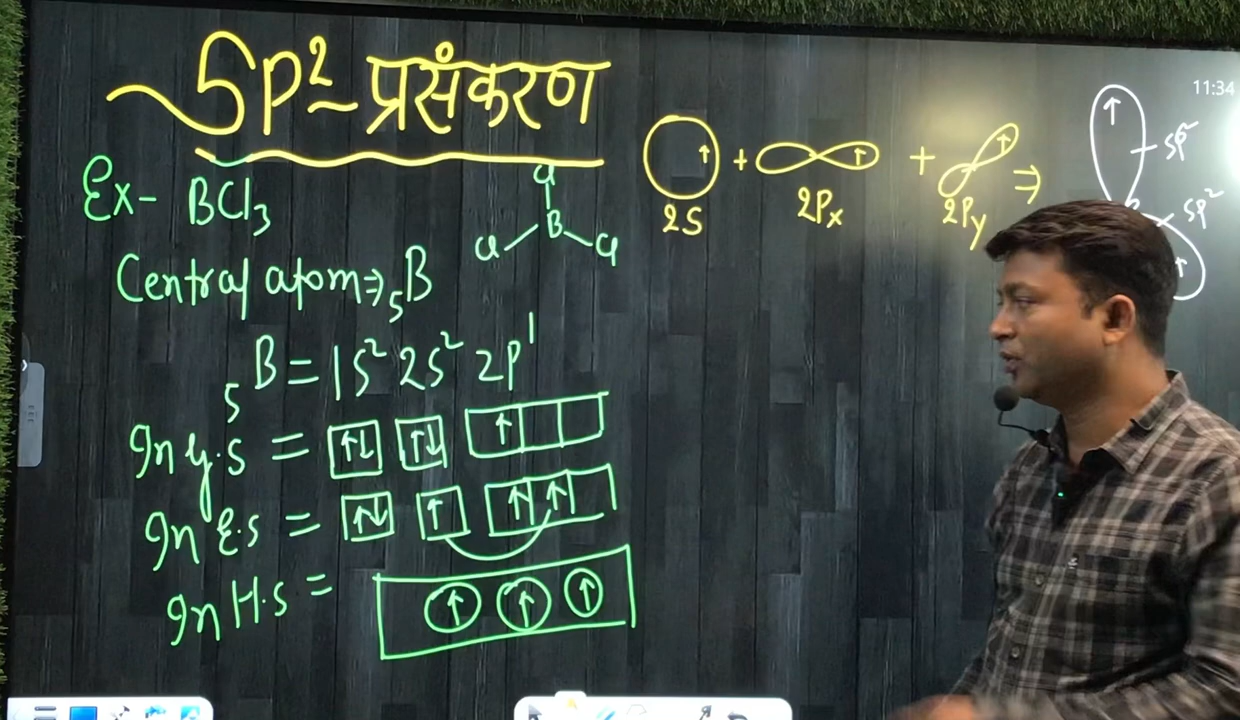 SP²- प्रसंकरण
11:34
Ex- BCl₃
Cl
B
Cl
Cl
2S + 2Pₓ + 2Pᵧ ⇒
SP²
SP²
Central atom ⇒ ₅B
₅B = 1S² 2S² 2P¹
In G.S = ↑↓ ↑↓ ↑
In E.S = ↑↓ ↑ ↑ ↑
In H.S = ↑ ↑ ↑